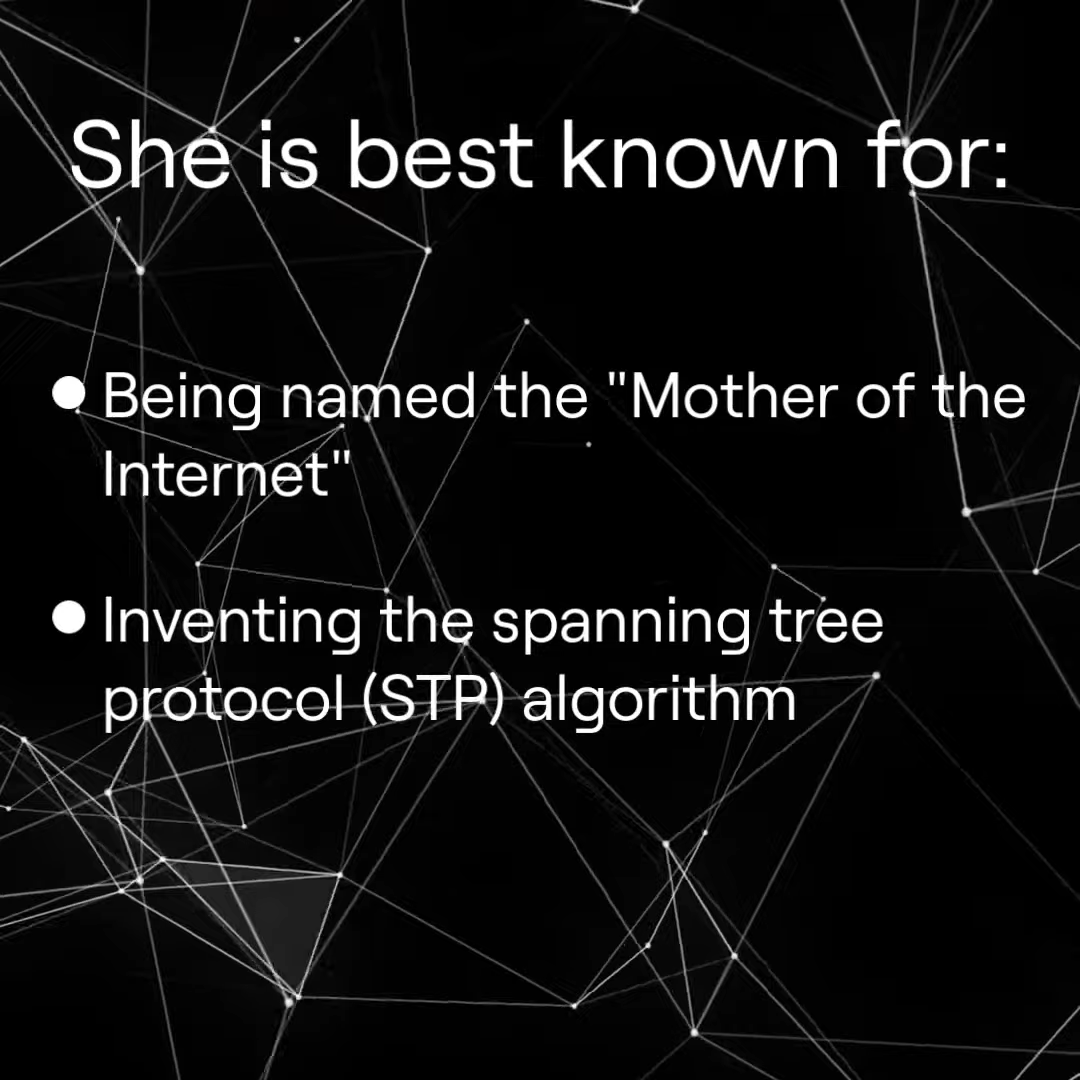 She is best known for:
● Being named the "Mother of the
Internet"
● Inventing the spanning tree
protocol (STP) algorithm